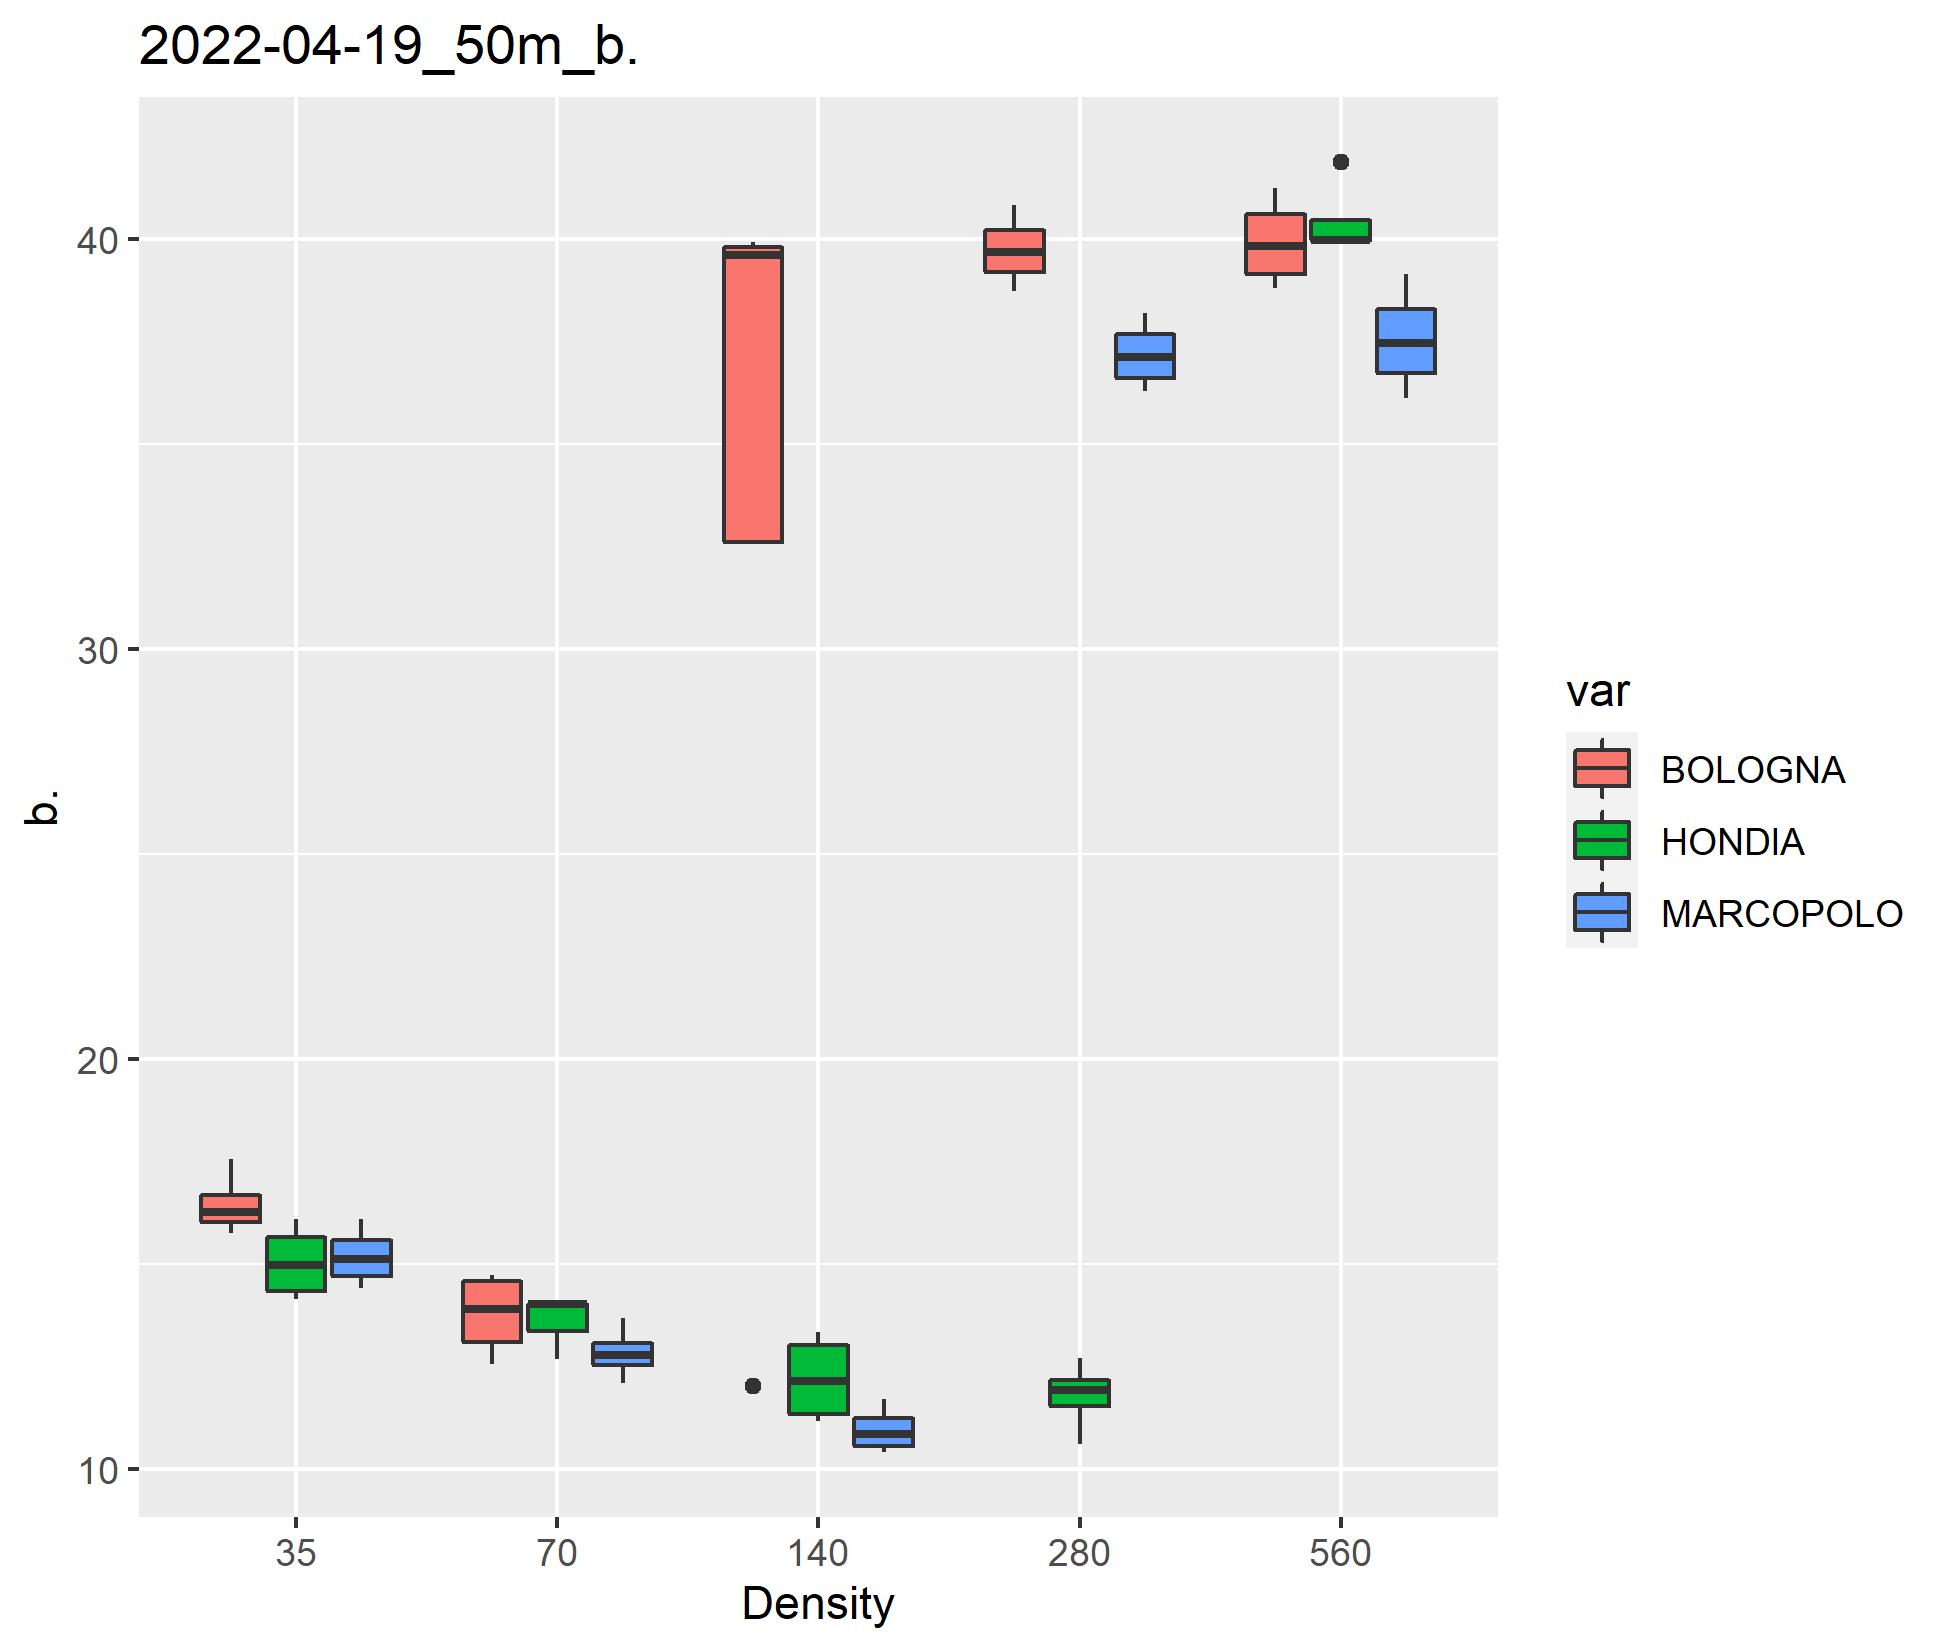 2022-04-19_50m_b.
40
30
20
10
b.
35 70 140 280 560
Density
var
BOLOGNA
HONDIA
MARCOPOLO